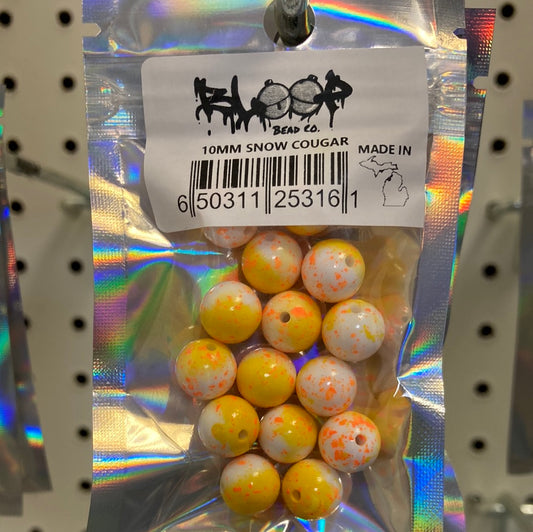 BLOOP
BEAD CO.
10MM SNOW COUGAR
MADE IN
6 50311 25316 1